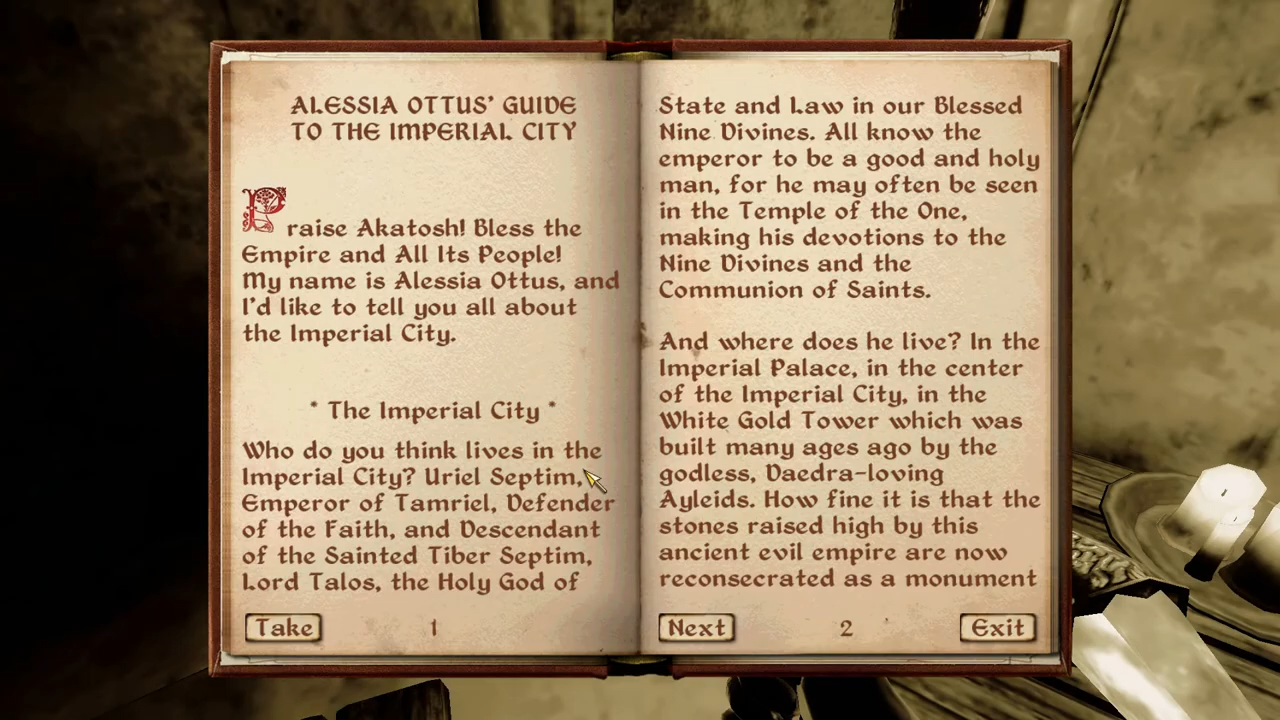 ALESSIA OTTUS' GUIDE
TO THE IMPERIAL CITY
Praise Akatosh! Bless the
Empire and All Its People!
My name is Alessia Ottus, and
I'd like to tell you all about
the Imperial City.
* The Imperial City *
Who do you think lives in the
Imperial City? Uriel Septim,
Emperor of Tamriel, Defender
of the Faith, and Descendant
of the Sainted Tiber Septim,
Lord Talos, the Holy God of
Take
1
State and Law in our Blessed
Nine Divines. All know the
emperor to be a good and holy
man, for he may often be seen
in the Temple of the One,
making his devotions to the
Nine Divines and the
Communion of Saints.
And where does he live? In the
Imperial Palace, in the center
of the Imperial City, in the
White Gold Tower which was
built many ages ago by the
godless, Daedra-loving
Ayleids. How fine it is that the
stones raised high by this
ancient evil empire are now
reconsecrated as a monument
Next
2
Exit